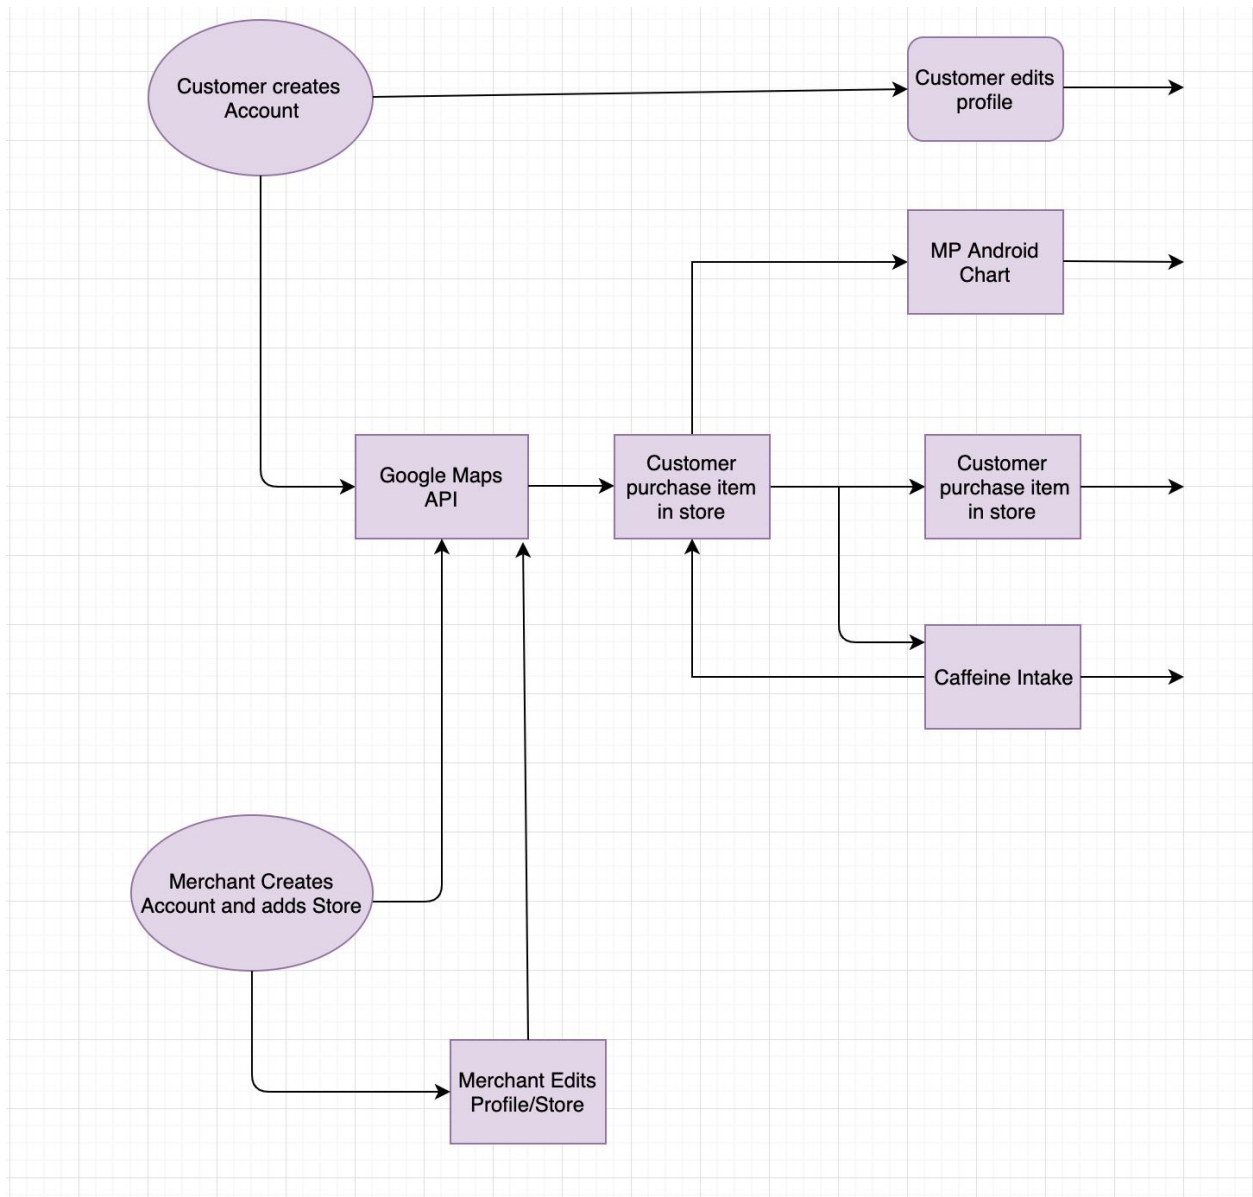 Customer creates
Account
Customer edits
profile
MP Android
Chart
Google Maps
API
Customer
purchase item
in store
Customer
purchase item
in store
Caffeine Intake
Merchant Creates
Account and adds Store
Merchant Edits
Profile/Store